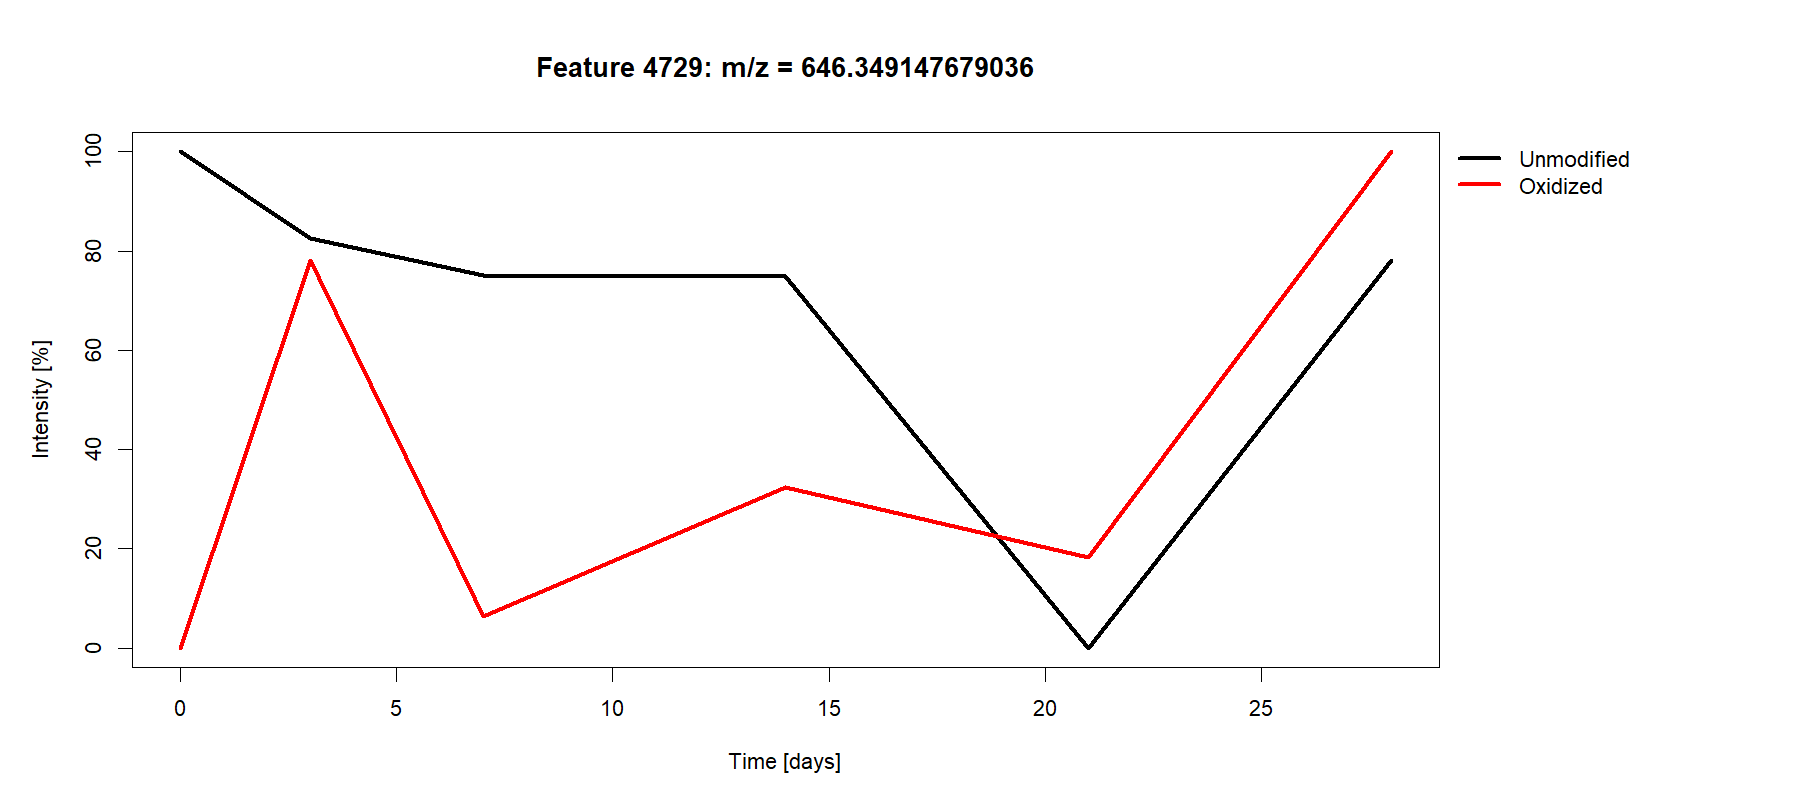 Feature 4729: m/z = 646.349147679036
Unmodified
Oxidized
100
80
60
40
20
0
Intensity [%]
0 5 10 15 20 25
Time [days]